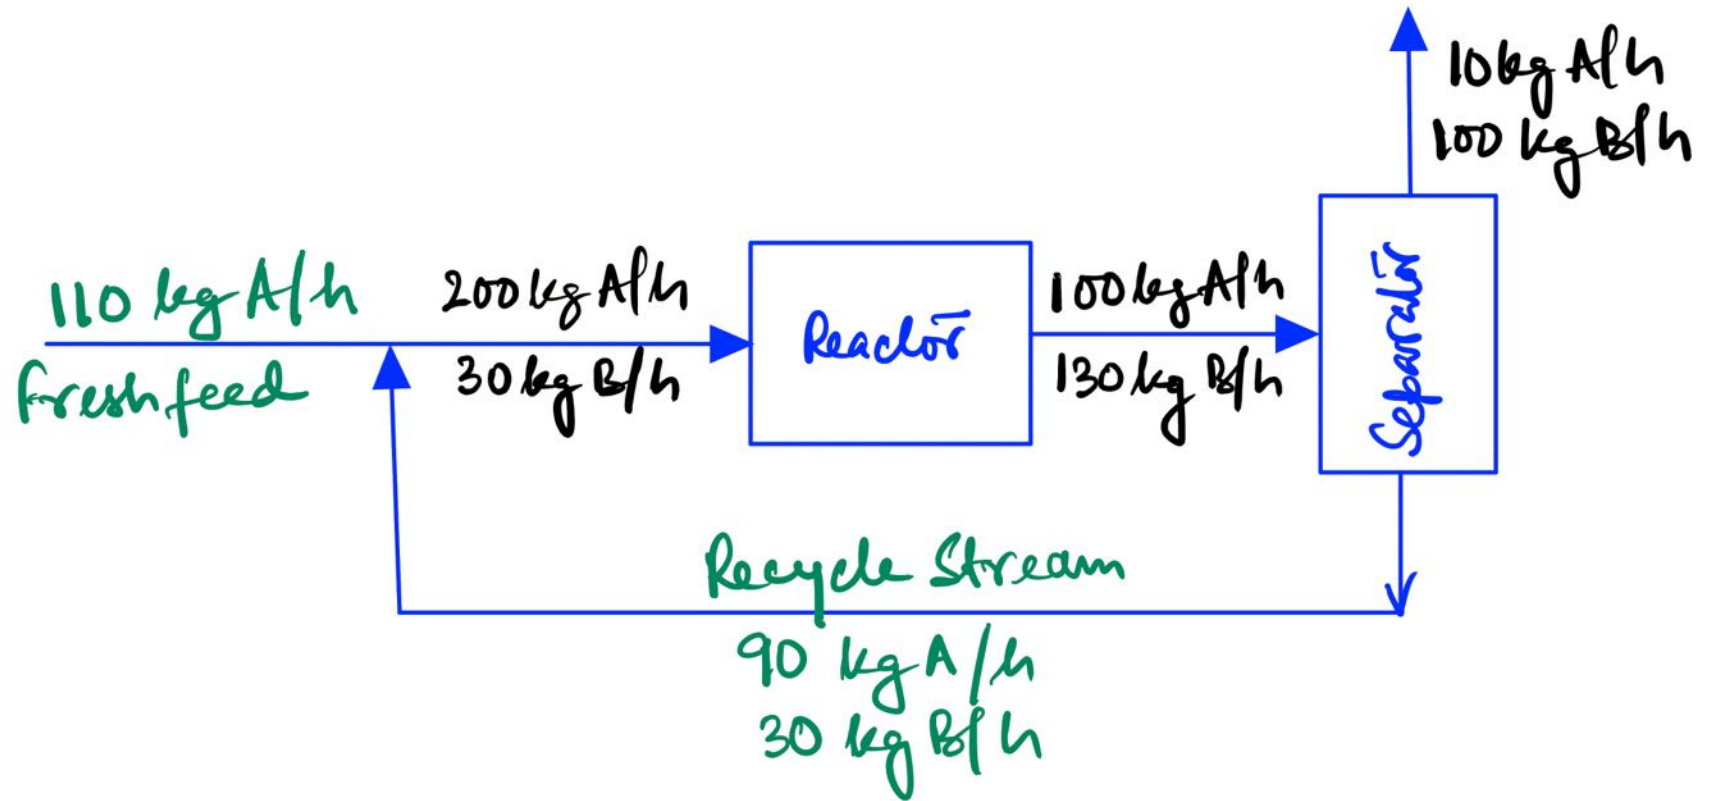 10 kg A/h
100 kg B/h
110 kg A/h
fresh feed
200 kg A/h
30 kg B/h
Reactor
100 kg A/h
130 kg B/h
Separator
Recycle Stream
90 kg A/h
30 kg B/h